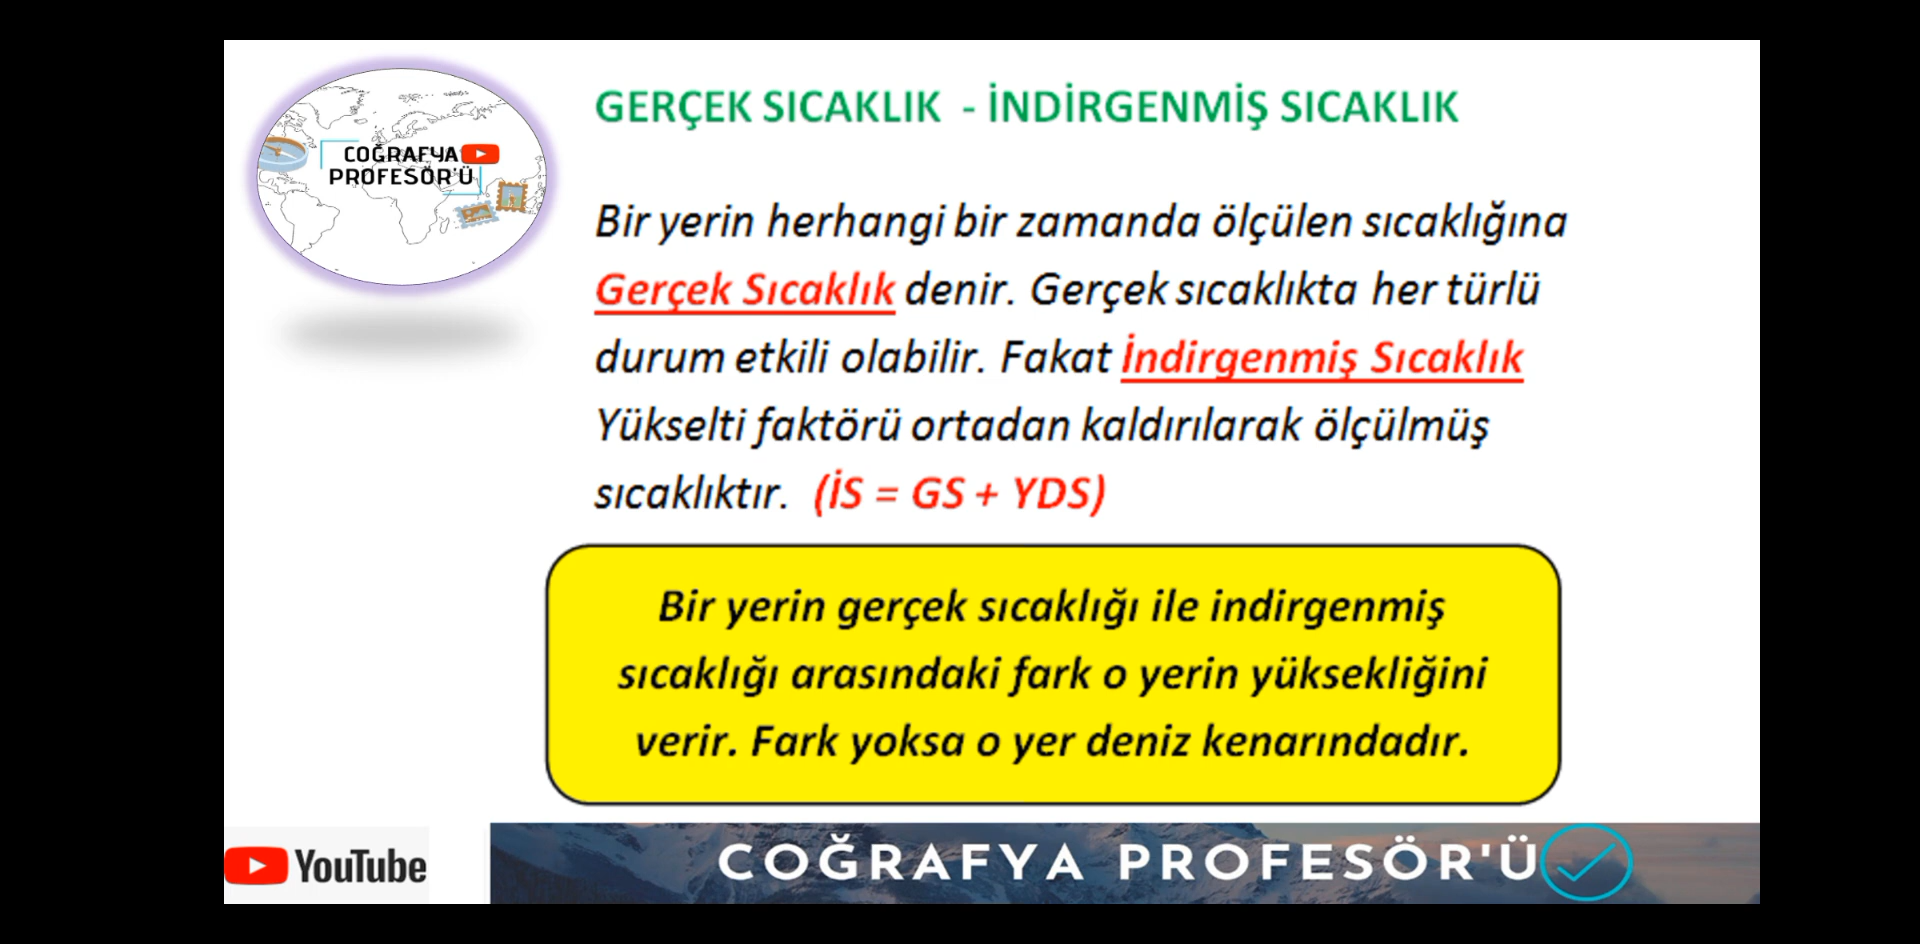 COĞRAFYA
PROFESÖR'Ü
GERÇEK SICAKLIK - İNDİRGENMİŞ SICAKLIK
Bir yerin herhangi bir zamanda ölçülen sıcaklığına
Gerçek Sıcaklık denir. Gerçek sıcaklıkta her türlü
durum etkili olabilir. Fakat İndirgenmiş Sıcaklık
Yükselti faktörü ortadan kaldırılarak ölçülmüş
sıcaklıktır. (İS = GS + YDS)
Bir yerin gerçek sıcaklığı ile indirgenmiş
sıcaklığı arasındaki fark o yerin yüksekliğini
verir. Fark yoksa o yer deniz kenarındadır.
YouTube
COĞRAFYA PROFESÖR'Ü